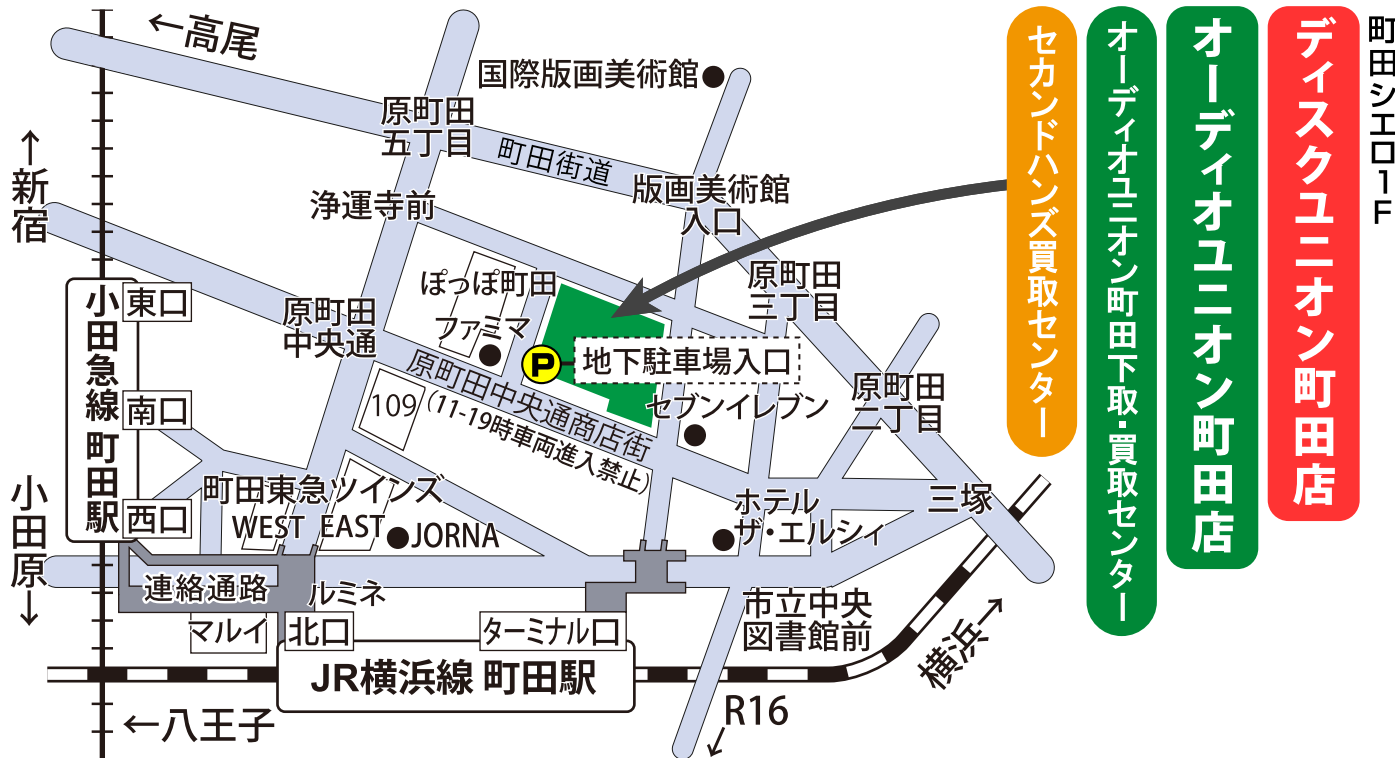 町田シエロ1F
ディスクユニオン町田店
オーディオユニオン町田店
オーディオユニオン町田下取・買取センター
セカンドハンズ買取センター
←高尾
国際版画美術館
原町田
五丁目
町田街道
←新宿
浄運寺前
版画美術館
入口
ぽっぽ町田
原町田
三丁目
小田急線 町田駅
東口
原町田
中央通
ファミマ
P
地下駐車場入口
南口
109
原町田中央通商店街
(11-19時車両進入禁止)
セブンイレブン
原町田
二丁目
小田原→
西口
町田東急ツインズ
WEST
EAST
JORNA
ホテル
ザ・エルシィ
三塚
連絡通路
ルミネ
マルイ
北口
ターミナル口
市立中央
図書館前
横浜→
JR横浜線 町田駅
←八王子
R16
←